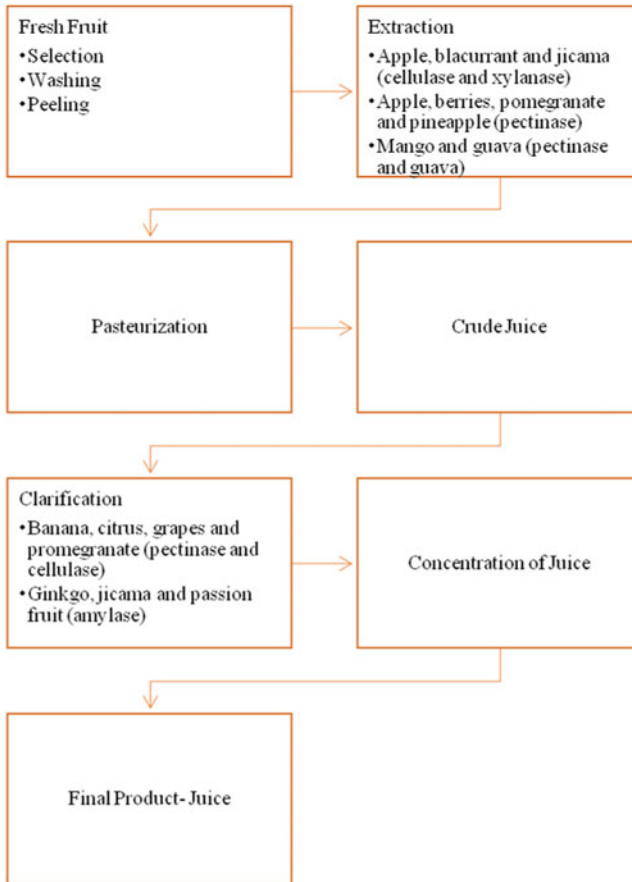 Fresh Fruit
•Selection
•Washing
•Peeling
Extraction
•Apple, blacurrant and jicama
(cellulase and xylanase)
•Apple, berries, pomegranate
and pineapple (pectinase)
•Mango and guava (pectinase
and guava)
Pasteurization
Crude Juice
Clarification
•Banana, citrus, grapes and
promegranate (pectinase and
cellulase)
•Ginkgo, jicama and passion
fruit (amylase)
Concentration of Juice
Final Product- Juice